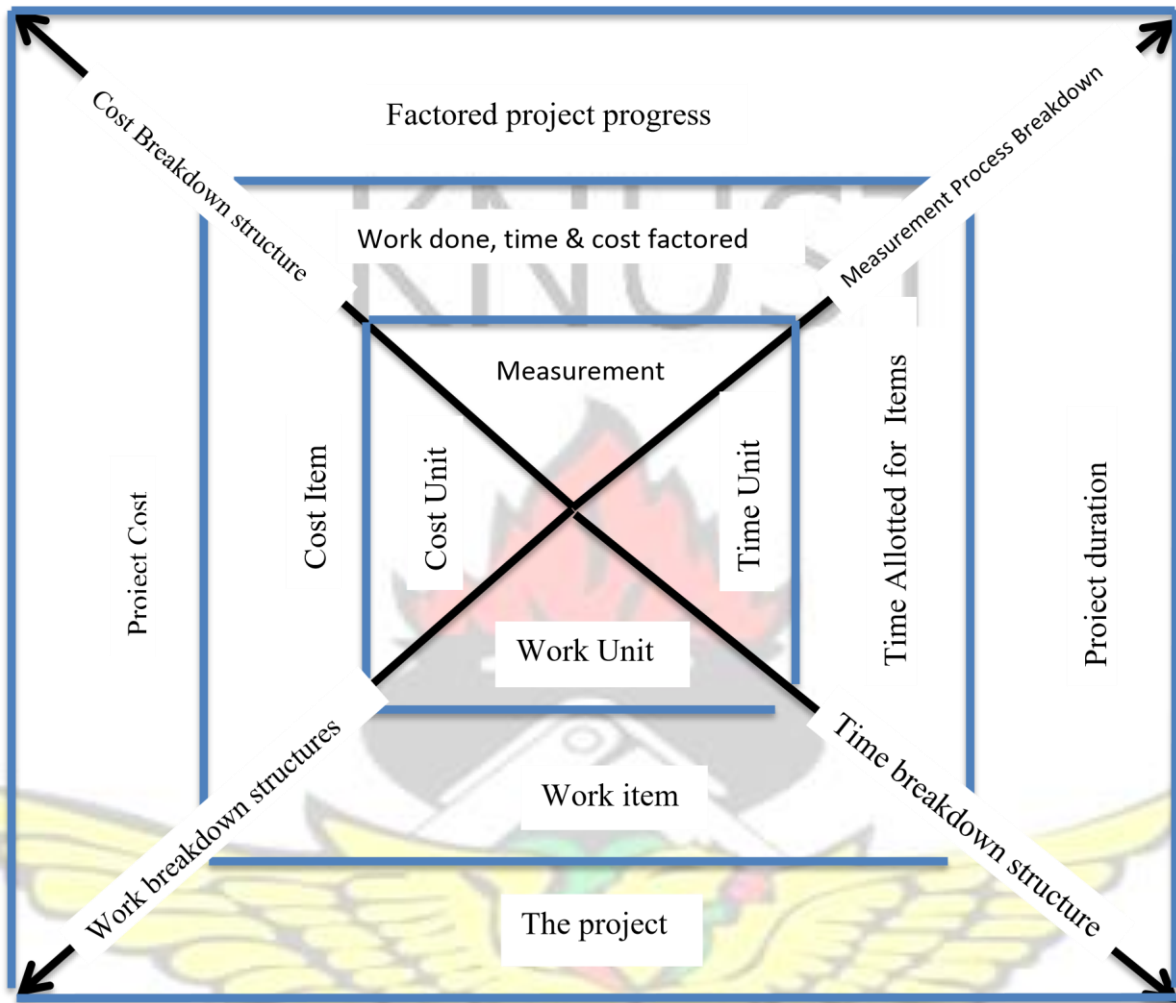 Cost Breakdown structure
Measurement Process Breakdown
Factored project progress
KNUST
Work done, time & cost factored
Measurement
Project Cost
Cost Item
Cost Unit
Time Unit
Time Allotted for Items
Project duration
Work Unit
Work breakdown structures
Time breakdown structure
Work item
The project